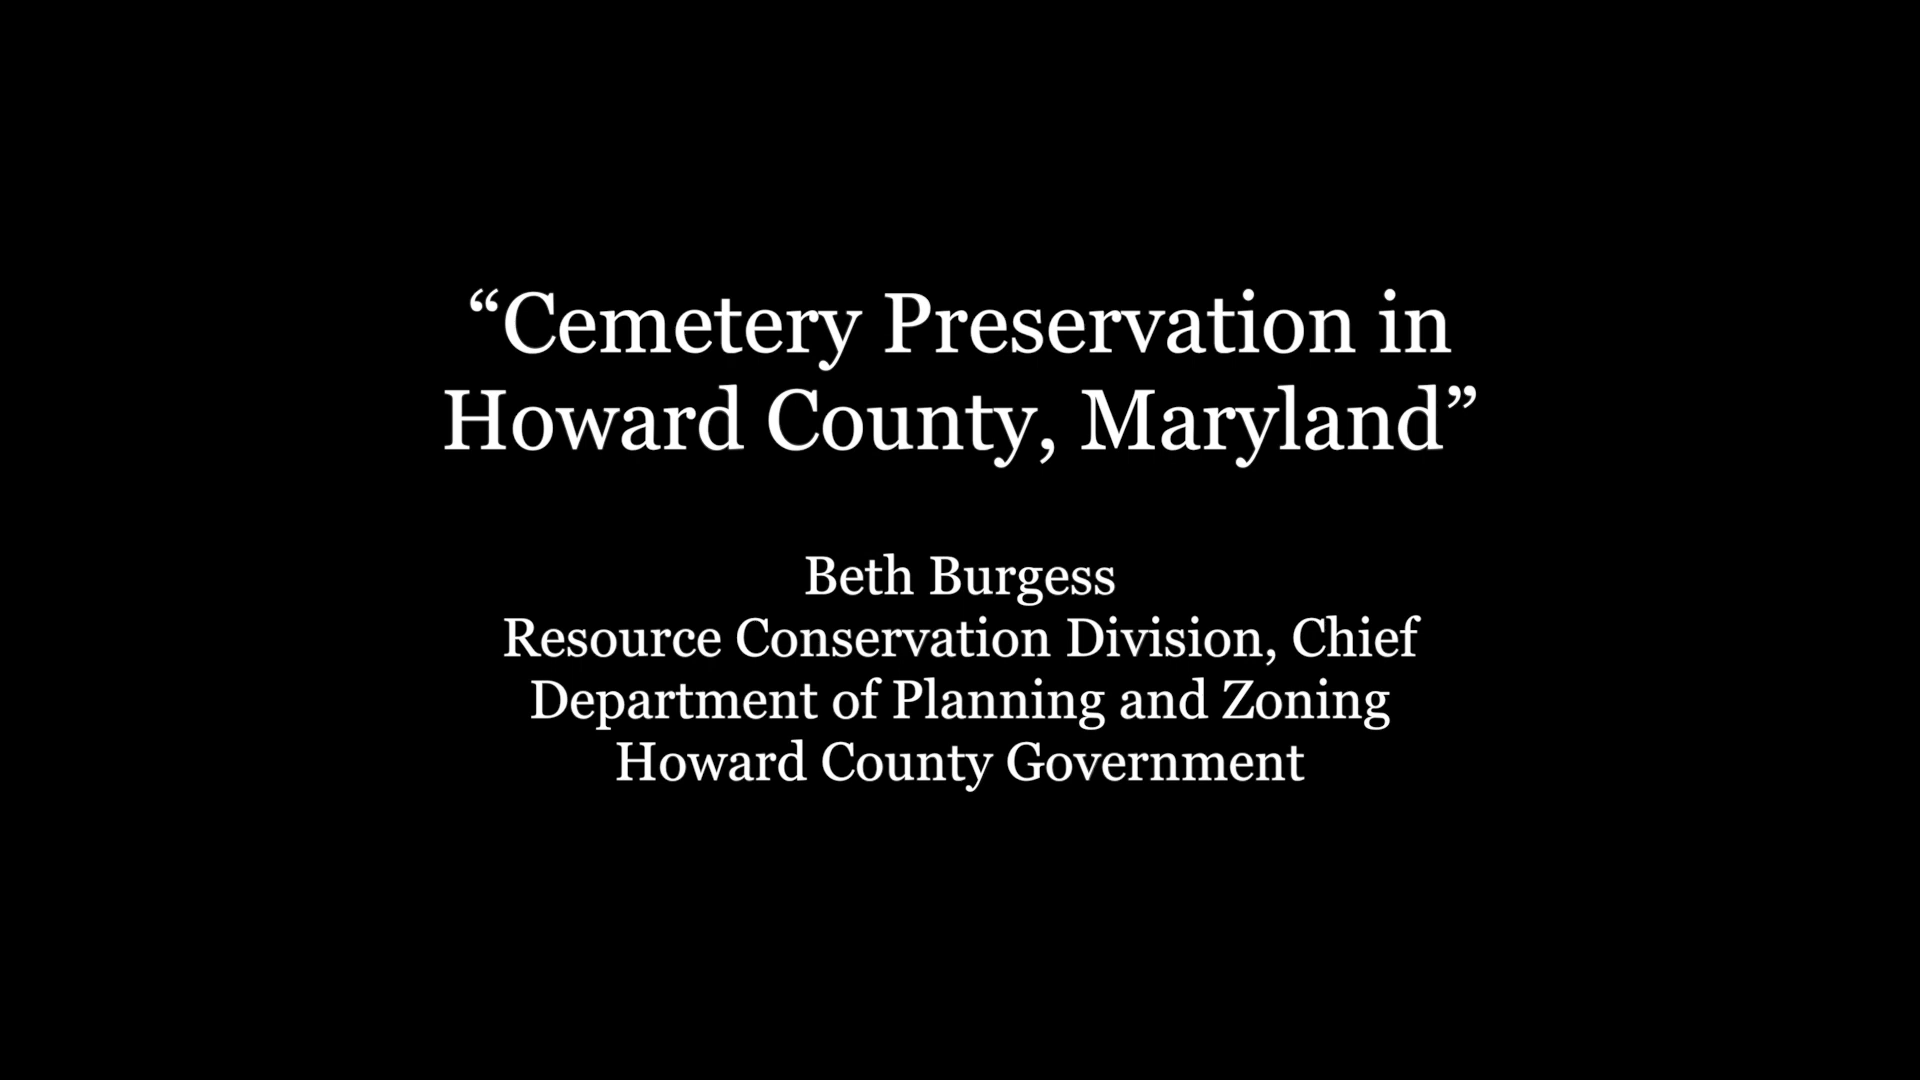 “Cemetery Preservation in
Howard County, Maryland”
Beth Burgess
Resource Conservation Division, Chief
Department of Planning and Zoning
Howard County Government